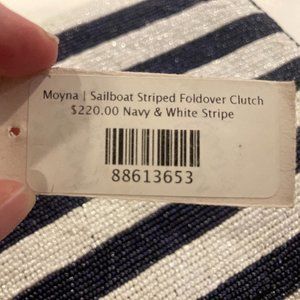 Moyna | Sailboat Striped Foldover Clutch
$220.00 Navy & White Stripe
88613653